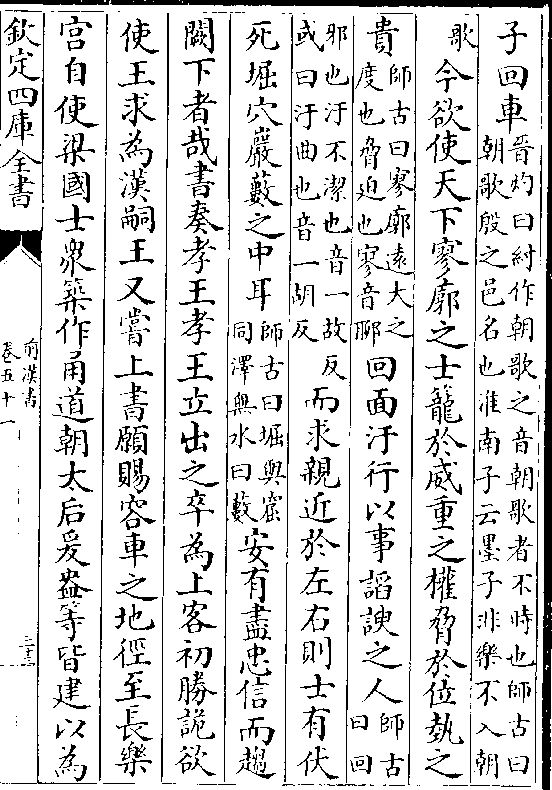 子回車晉灼曰紂作朝歌之音朝歌者不時也師古曰
朝歌殷之邑名也淮南子云墨子非樂不入朝
歌今欲使天下寥廓之士籠於威重之權脅於位埶之
貴師古曰寥廓遠大之
度也脅迫也寥音聊回面汙行以事謟諛之人師古
曰回
邪也汙不潔也音一故反
或曰汙曲也音一胡反而求親近於左右則士有伏
死堀穴巖藪之中耳師古曰堀與窟
同澤無水曰藪安有盡忠信而趨
闕下者哉書奏孝王孝王立出之卒為上客初勝詭欲
使王求為漢嗣王又嘗上書願賜容車之地徑至長樂
宮自使梁國士衆築作甬道朝太后爰盎等皆建以為
欽定四庫全書
前漢書
卷五十一
二十三